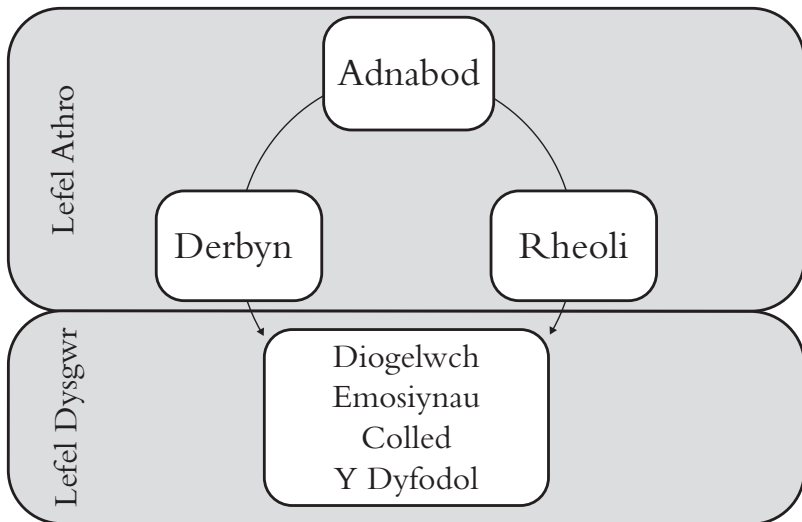 Adnabod
Lefel Athro
Derbyn
Rheoli
Lefel Dysgwr
Diogelwch
Emosiynau
Colled
Y Dyfodol